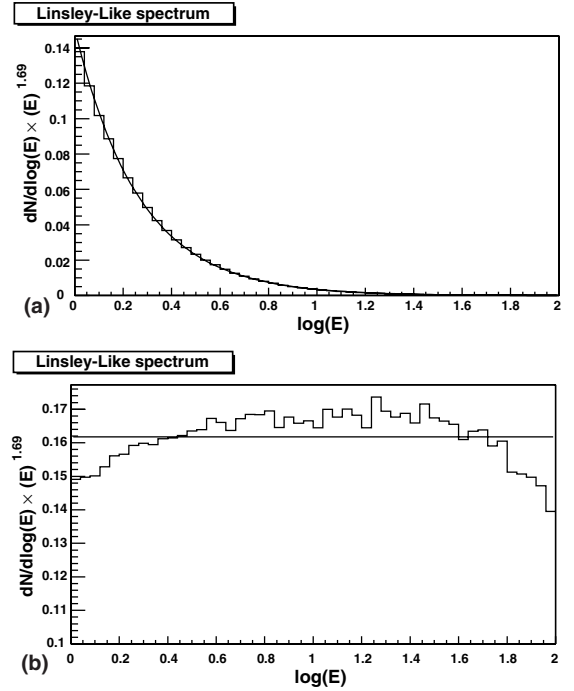 Linsley-Like spectrum
dN/dlog(E) × (E) 1.69
0.14
0.12
0.1
0.08
0.06
0.04
0.02
0
0 0.2 0.4 0.6 0.8 1 1.2 1.4 1.6 1.8 2
log(E)
(a)
Linsley-Like spectrum
dN/dlog(E) × (E) 1.69
0.17
0.16
0.15
0.14
0.13
0.12
0.11
0.1
0 0.2 0.4 0.6 0.8 1 1.2 1.4 1.6 1.8 2
log(E)
(b)